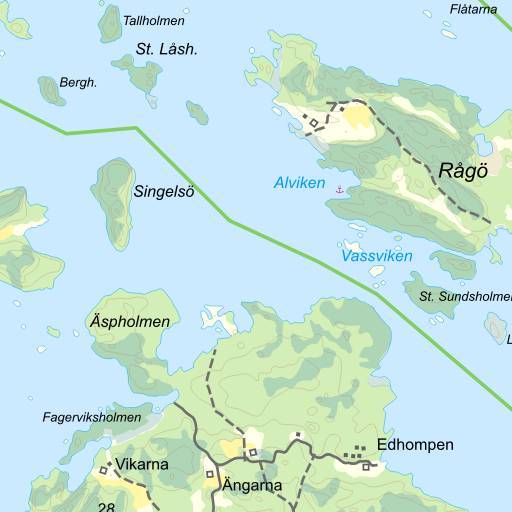 Flåtarna
Tallholmen
St. Låsh.
Bergh.
Rågö
Alviken
Singelsö
Vassviken
St. Sundsholmen
Äspholmen
L
Fagerviksholmen
Edhompen
Vikarna
Ängarna
28